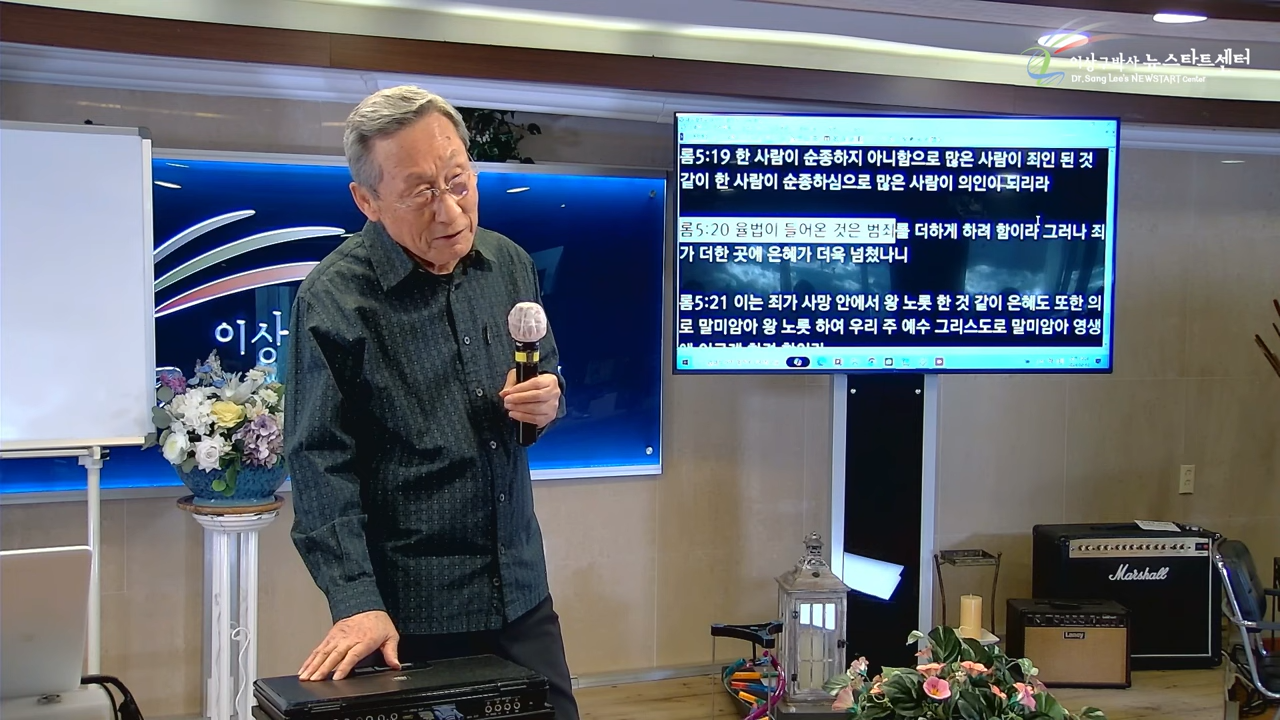 이상구박사 뉴스타트센터
Dr. Sang Lee's NEWSTART Center
롬5:19 한 사람이 순종하지 아니함으로 많은 사람이 죄인 된 것
같이 한 사람이 순종하심으로 많은 사람이 의인이 되리라
롬5:20 율법이 들어온 것은 범죄를 더하게 하려 함이라 그러나 죄
가 더한 곳에 은혜가 더욱 넘쳤나니
롬5:21 이는 죄가 사망 안에서 왕 노릇 한 것 같이 은혜도 또한 의
로 말미암아 왕 노릇 하여 우리 주 예수 그리스도로 말미암아 영생
이상
Marshall
Laney